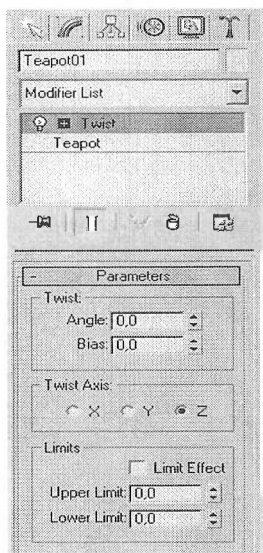 Teapot01
Modifier List
Twist
Teapot
Parameters
Twist:
Angle: 0,0
Bias: 0,0
Twist Axis:
X Y Z
Limits
Limit Effect
Upper Limit: 0,0
Lower Limit: 0,0